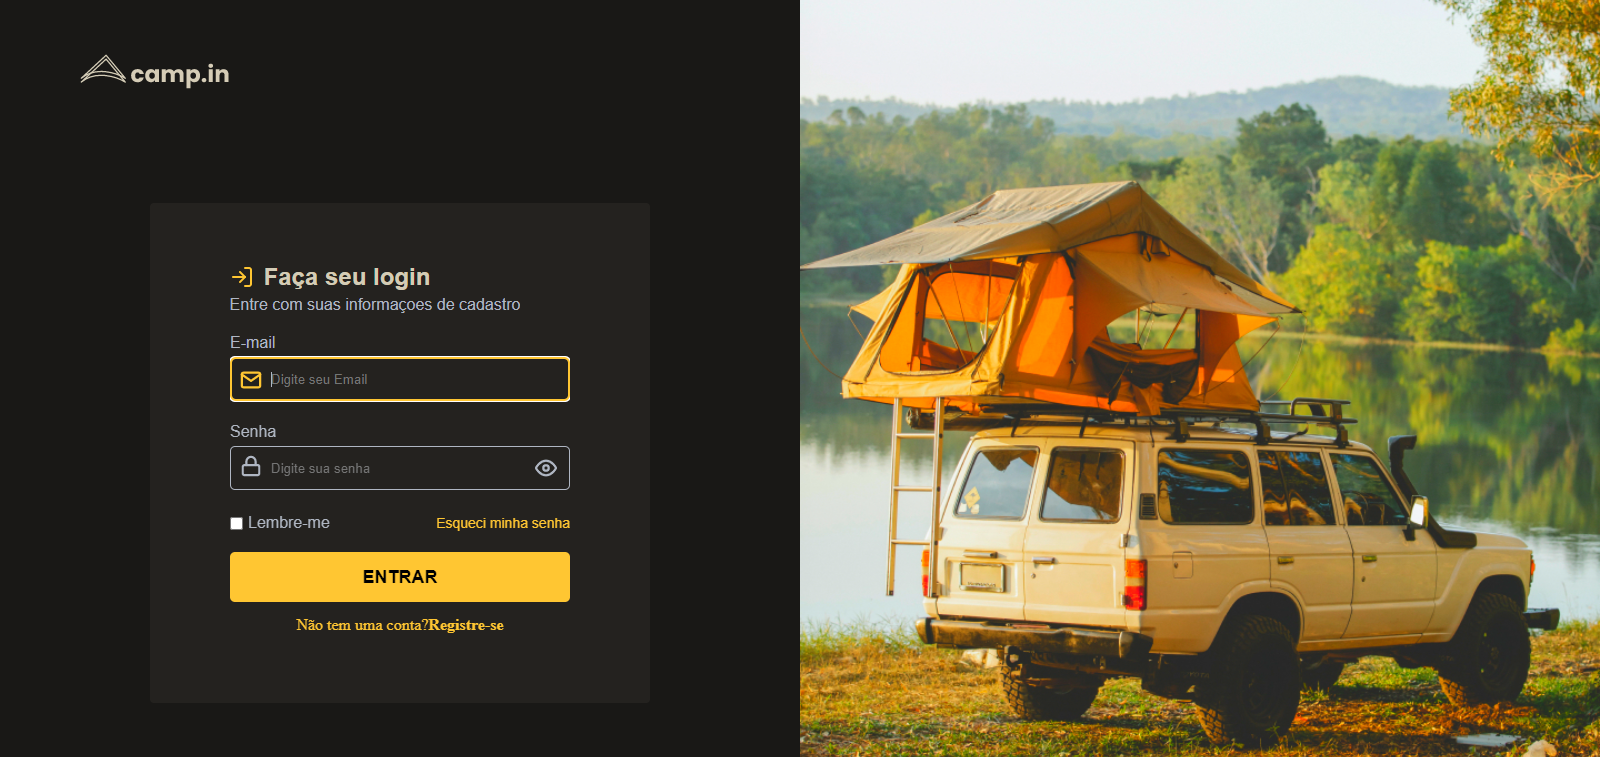 camp.in
Faça seu login
Entre com suas informaçoes de cadastro
E-mail
Digite seu Email
Senha
Digite sua senha
Lembre-me Esqueci minha senha
ENTRAR
Não tem uma conta?Registre-se